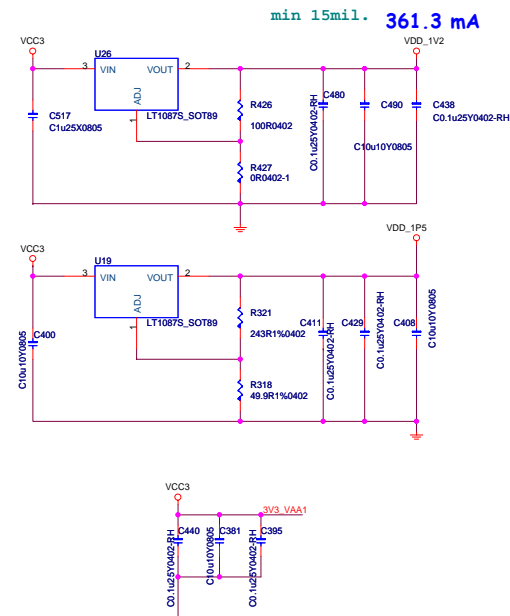 min 15mil. 361.3 mA
VCC3
VDD_1V2
U26
3 VIN VOUT 2
ADJ
1
LT1087S_SOT89
C517
C1u25X0805
R426
100R0402
R427
0R0402-1
C480
C0.1u25Y0402-RH
C490
C10u10Y0805
C438
C0.1u25Y0402-RH
VDD_1P5
VCC3
U19
3 VIN VOUT 2
ADJ
1
LT1087S_SOT89
C400
C10u10Y0805
R321
243R1%0402
R318
49.9R1%0402
C411
C0.1u25Y0402-RH
C429
C0.1u25Y0402-RH
C408
C10u10Y0805
VCC3
3V3_VAA1
C440
C0.1u25Y0402-RH
C381
C10u10Y0805
C395
C0.1u25Y0402-RH